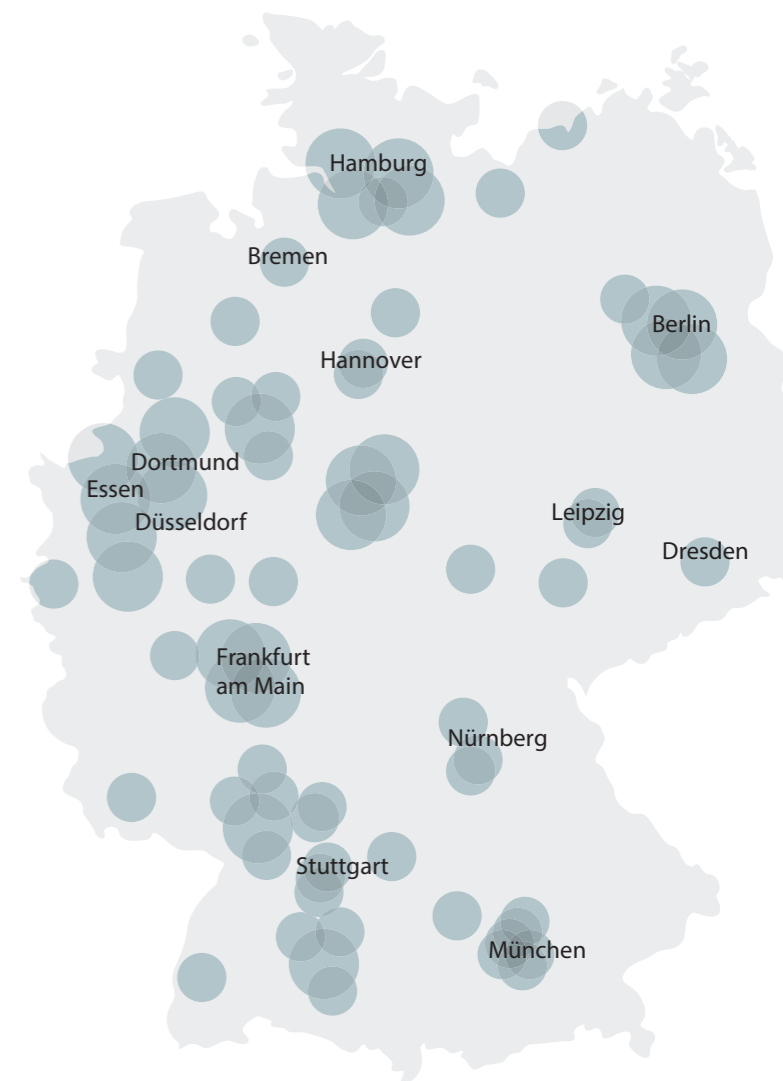 Hamburg
Bremen
Berlin
Hannover
Dortmund
Essen
Leipzig
Düsseldorf
Dresden
Frankfurt
am Main
Nürnberg
Stuttgart
München